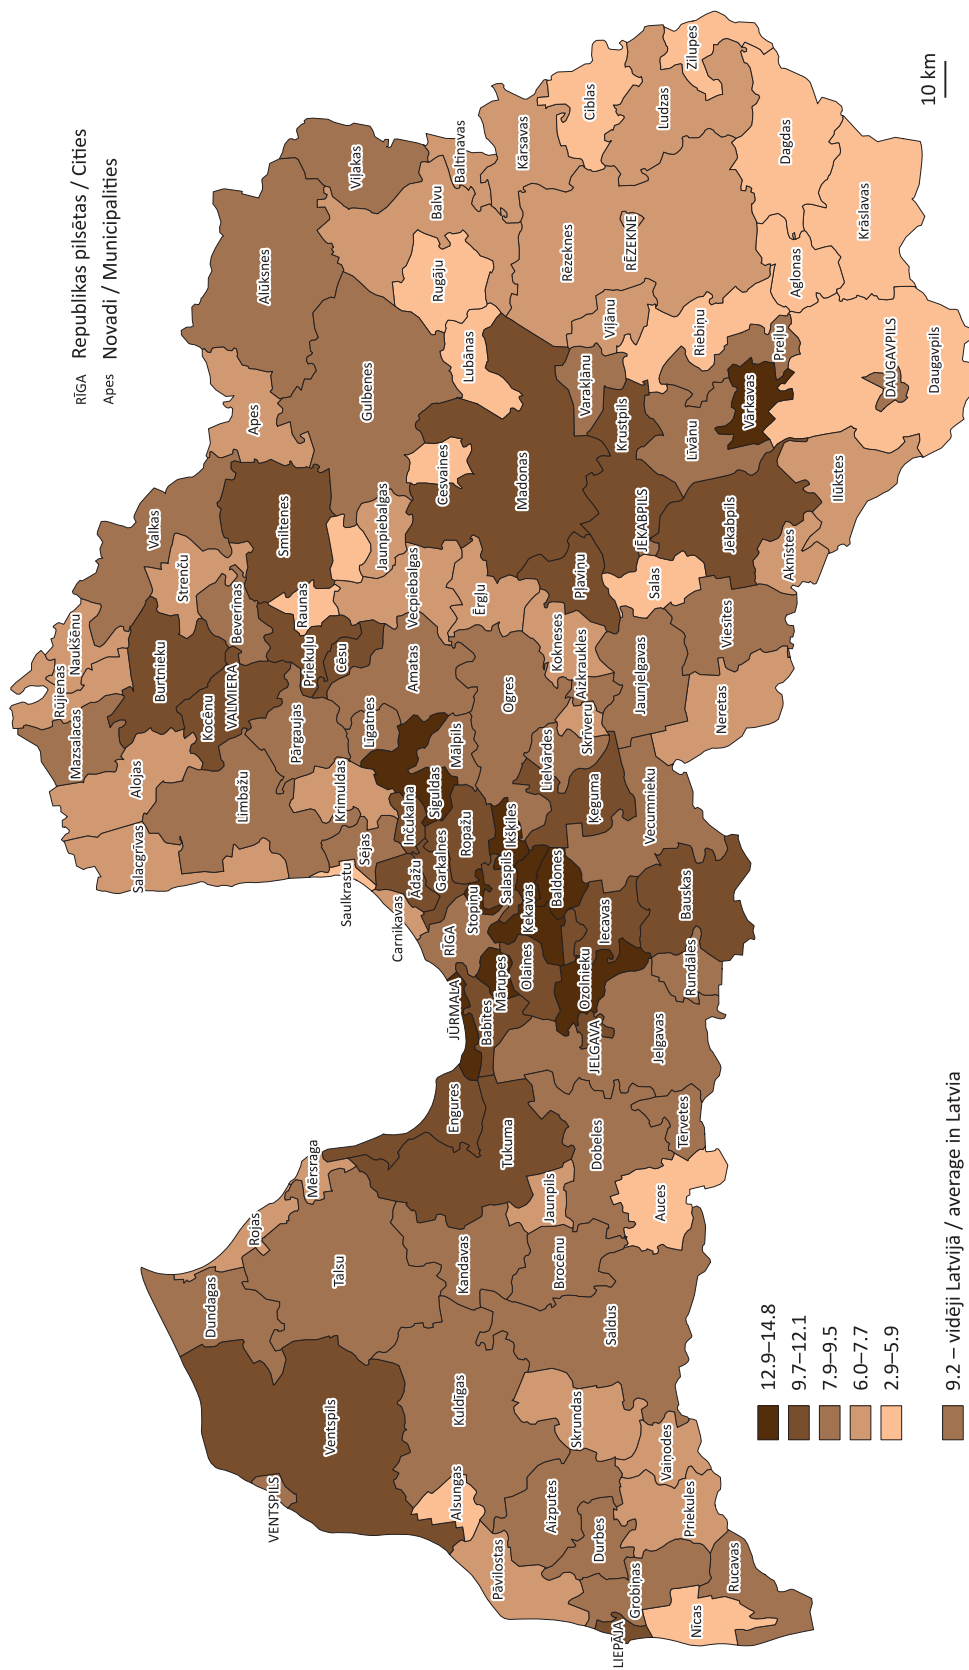 RĪGA Republikas pilsētas / Cities
Apes Novadi / Municipalities
10 km
Rūjienas
Naukšēnu
Mazsalacas
Valkas
Alojas
Burtnieku
Strenču
Salacgrīvas
Kocēnu
VALMIERA
Beverīnas
Smiltenes
Apes
Alūksnes
Viļakas
Limbažu
Pārgaujas
Priekuļu
Raunas
Cēsu
Krimuldas
Līgatnes
Jaunpiebalgas
Gulbenes
Balvu
Baltinavas
Saulkrastu
Sējas
Inčukalna
Siguldas
Amatas
Vecpiebalgas
Cesvaines
Rugāju
Lubānas
Kārsavas
Carnikavas
Ādažu
Garkalnes
Ropažu
Mālpils
Ērgļu
Madonas
Ciblas
RĪGA
Stopiņu
Salaspils
Ikšķiles
Ogres
Kokneses
Varakļānu
Viļānu
Rēzeknes
RĒZEKNE
Ludzas
Zilupes
JŪRMALA
Babītes
Mārupes
Olaines
Ķekavas
Baldones
Lielvārdes
Ķeguma
Skrīveru
Aizkraukles
Pļaviņu
Krustpils
JĒKABPILS
Līvānu
Riebiņu
Preiļu
Vārkavas
Aglonas
Dagdas
Krāslavas
Ozolnieku
Iecavas
Vecumnieku
Jaunjelgavas
Salas
Jēkabpils
Viesītes
Aknīstes
Ilūkstes
DAUGAVPILS
Daugavpils
JELGAVA
Jelgavas
Rundāles
Bauskas
Neretas
Mērsraga
Rojas
Dundagas
Talsu
Engures
Tukuma
Dobeles
Tērvetes
VENTSPILS
Ventspils
Kandavas
Jaunpils
Auces
Kuldīgas
Brocēnu
Saldus
Alsungas
Skrundas
Pāvilostas
Aizputes
Vaiņodes
Durbes
Priekules
LIEPĀJA
Grobiņas
Nīcas
Rucavas
12.9–14.8
9.7–12.1
7.9–9.5
6.0–7.7
2.9–5.9
9.2 – vidēji Latvijā / average in Latvia